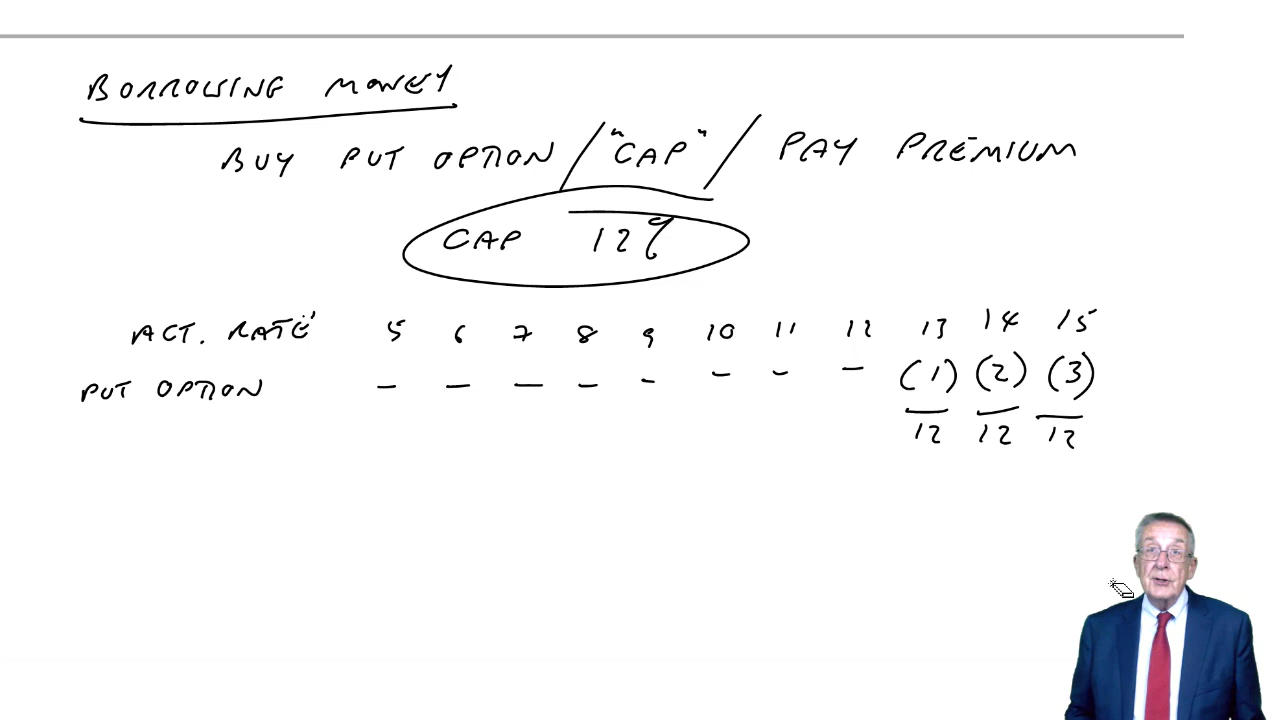 BORROWING MONEY
BUY PUT OPTION / "CAP" / PAY PREMIUM
CAP 12%
ACT. RATE 5 6 7 8 9 10 11 12 13 14 15
PUT OPTION – – – – – – – – (1) (2) (3)
12 12 12